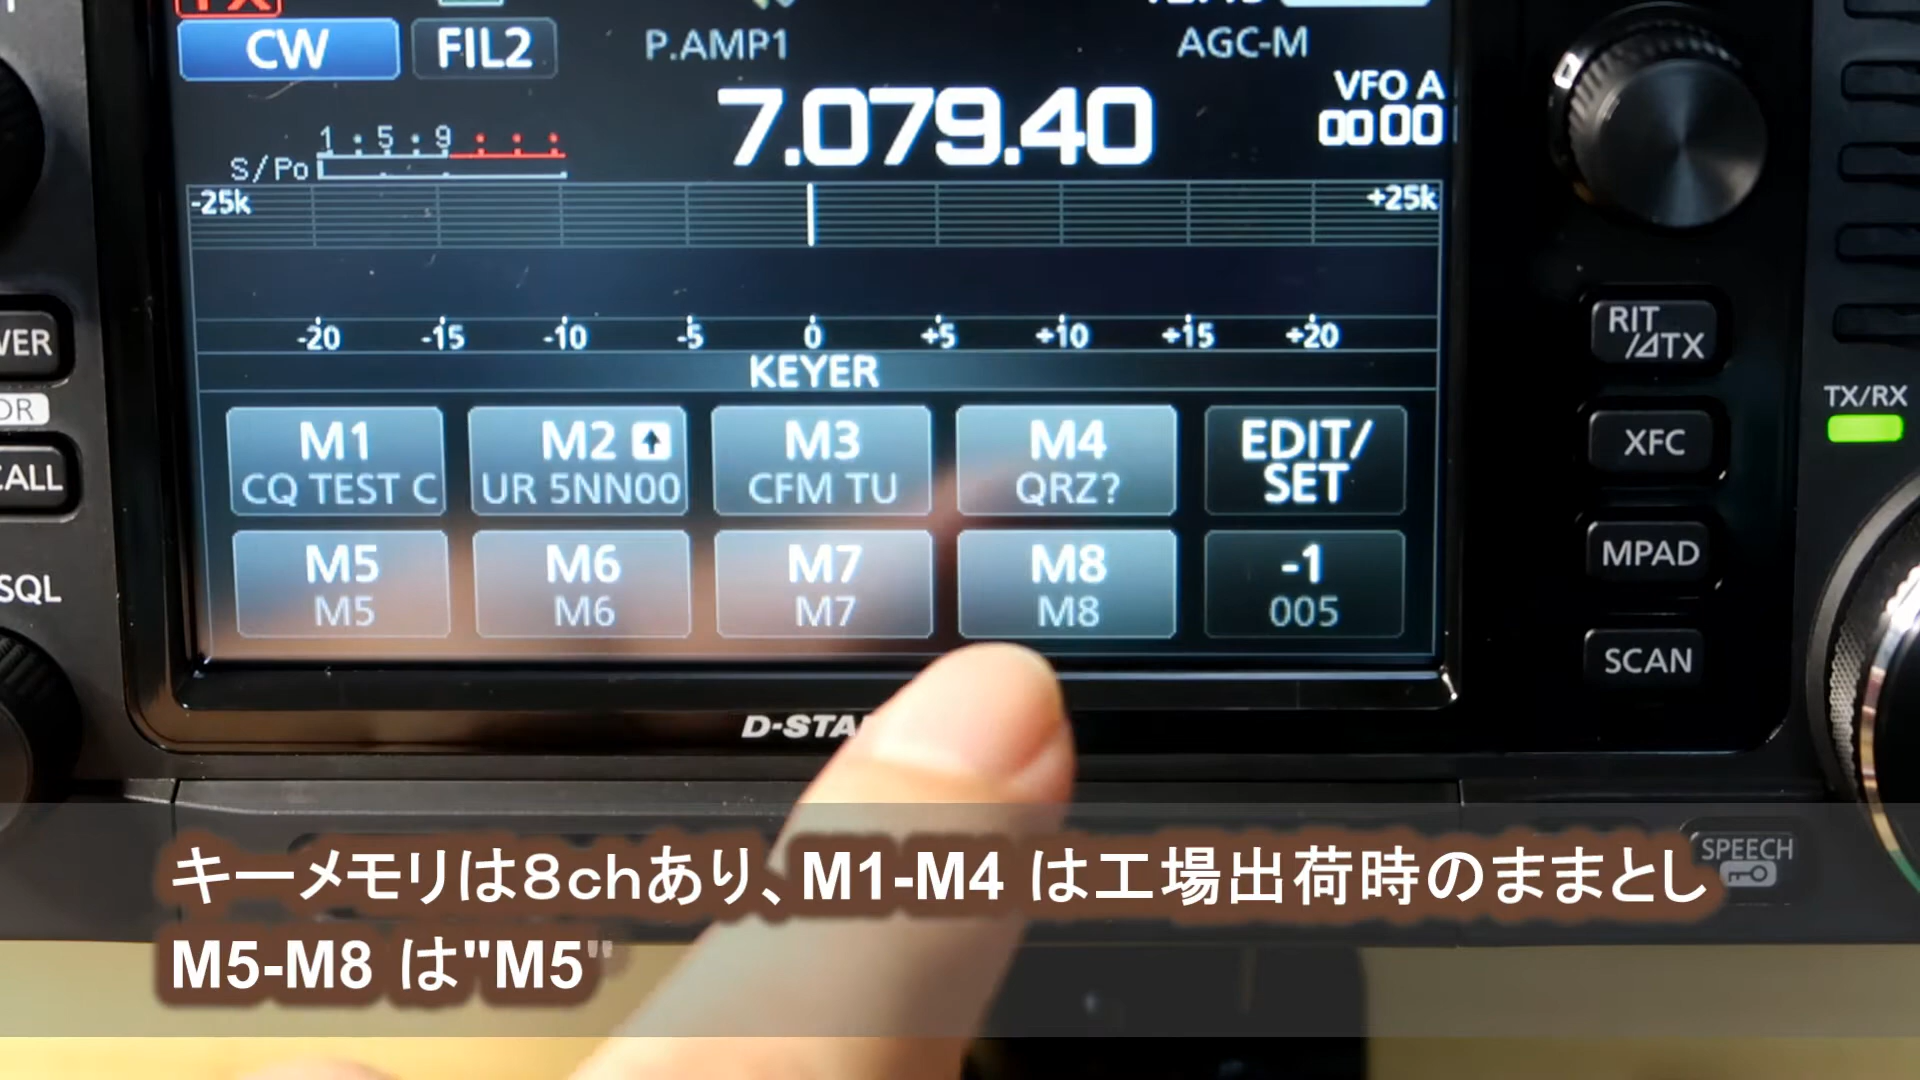 TX
CW FIL2 P.AMP1 AGC-M
7.079.40
VFO A
00 00
1 5 9
S/Po
-25k +25k
-20 -15 -10 -5 0 +5 +10 +15 +20
KEYER
M1 M2 M3 M4 EDIT/
CQ TEST C UR 5NN00 CFM TU QRZ? SET
M5 M6 M7 M8 -1
M5 M6 M7 M8 005
RIT
/⊿TX
TX/RX
XFC
MPAD
SCAN
SPEECH
キーメモリは8chあり、M1-M4 は工場出荷時のままとし
M5-M8 は"M5"